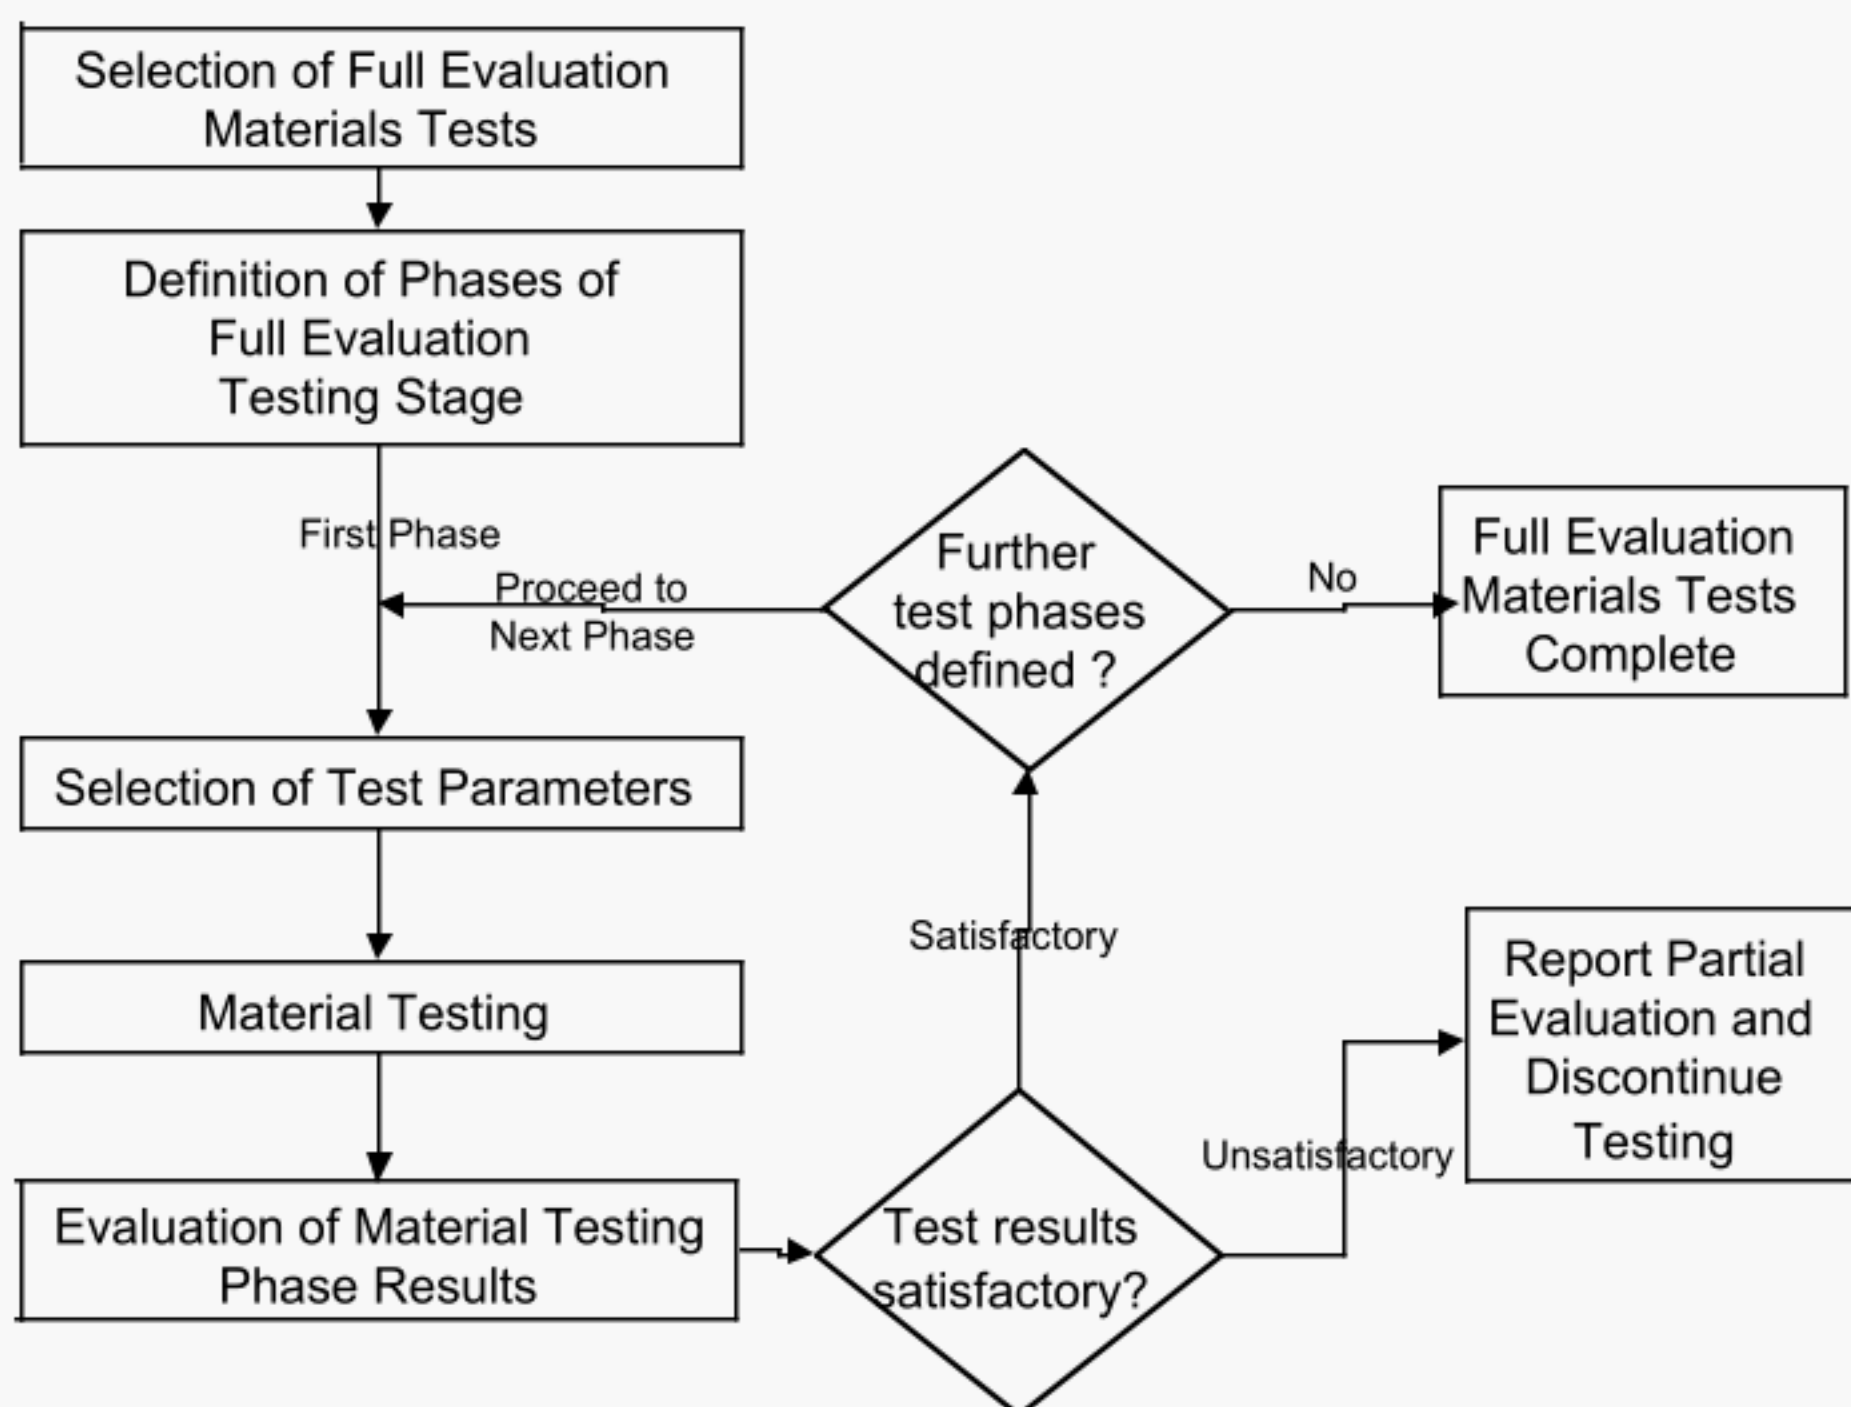 Selection of Full Evaluation
Materials Tests
Definition of Phases of
Full Evaluation
Testing Stage
First Phase
Proceed to
Next Phase
Further
test phases
defined ?
No
Full Evaluation
Materials Tests
Complete
Selection of Test Parameters
Satisfactory
Material Testing
Report Partial
Evaluation and
Discontinue
Testing
Unsatisfactory
Evaluation of Material Testing
Phase Results
Test results
satisfactory?